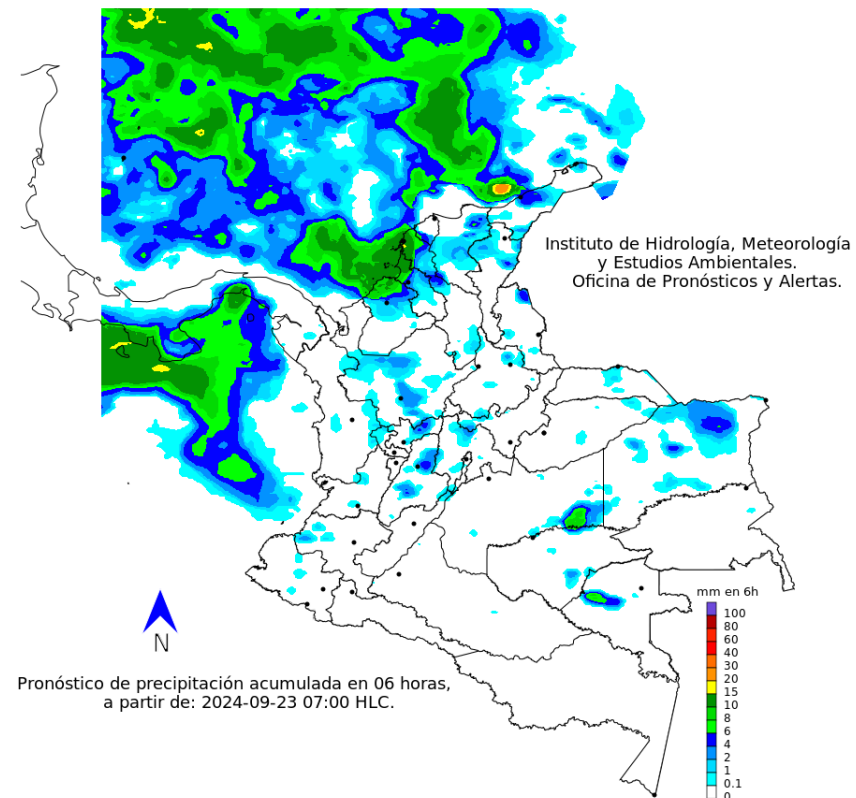 Instituto de Hidrología, Meteorología
y Estudios Ambientales.
Oficina de Pronósticos y Alertas.
mm en 6h
100
80
60
40
30
20
15
10
8
6
4
2
1
0.1
0
N
Pronóstico de precipitación acumulada en 06 horas,
a partir de: 2024-09-23 07:00 HLC.